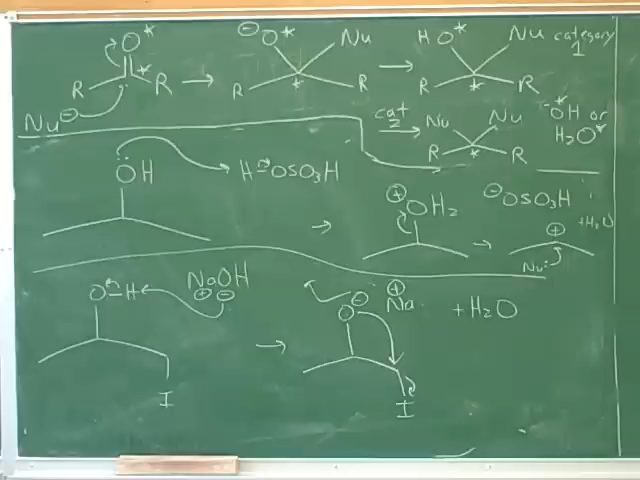 O* ⊖O* Nu HO* Nu category 1
R * R → R * R → R * R
Nu⊖
cat 2 → Nu Nu -*OH or H2O*
R * R
:OH H-OSO3H
→ ⊕OH2 → ⊖OSO3H
⊕ +H2O
Nu:
O-H NaOH
⊕ ⊖
→ O⊖ ⊕Na + H2O
I I